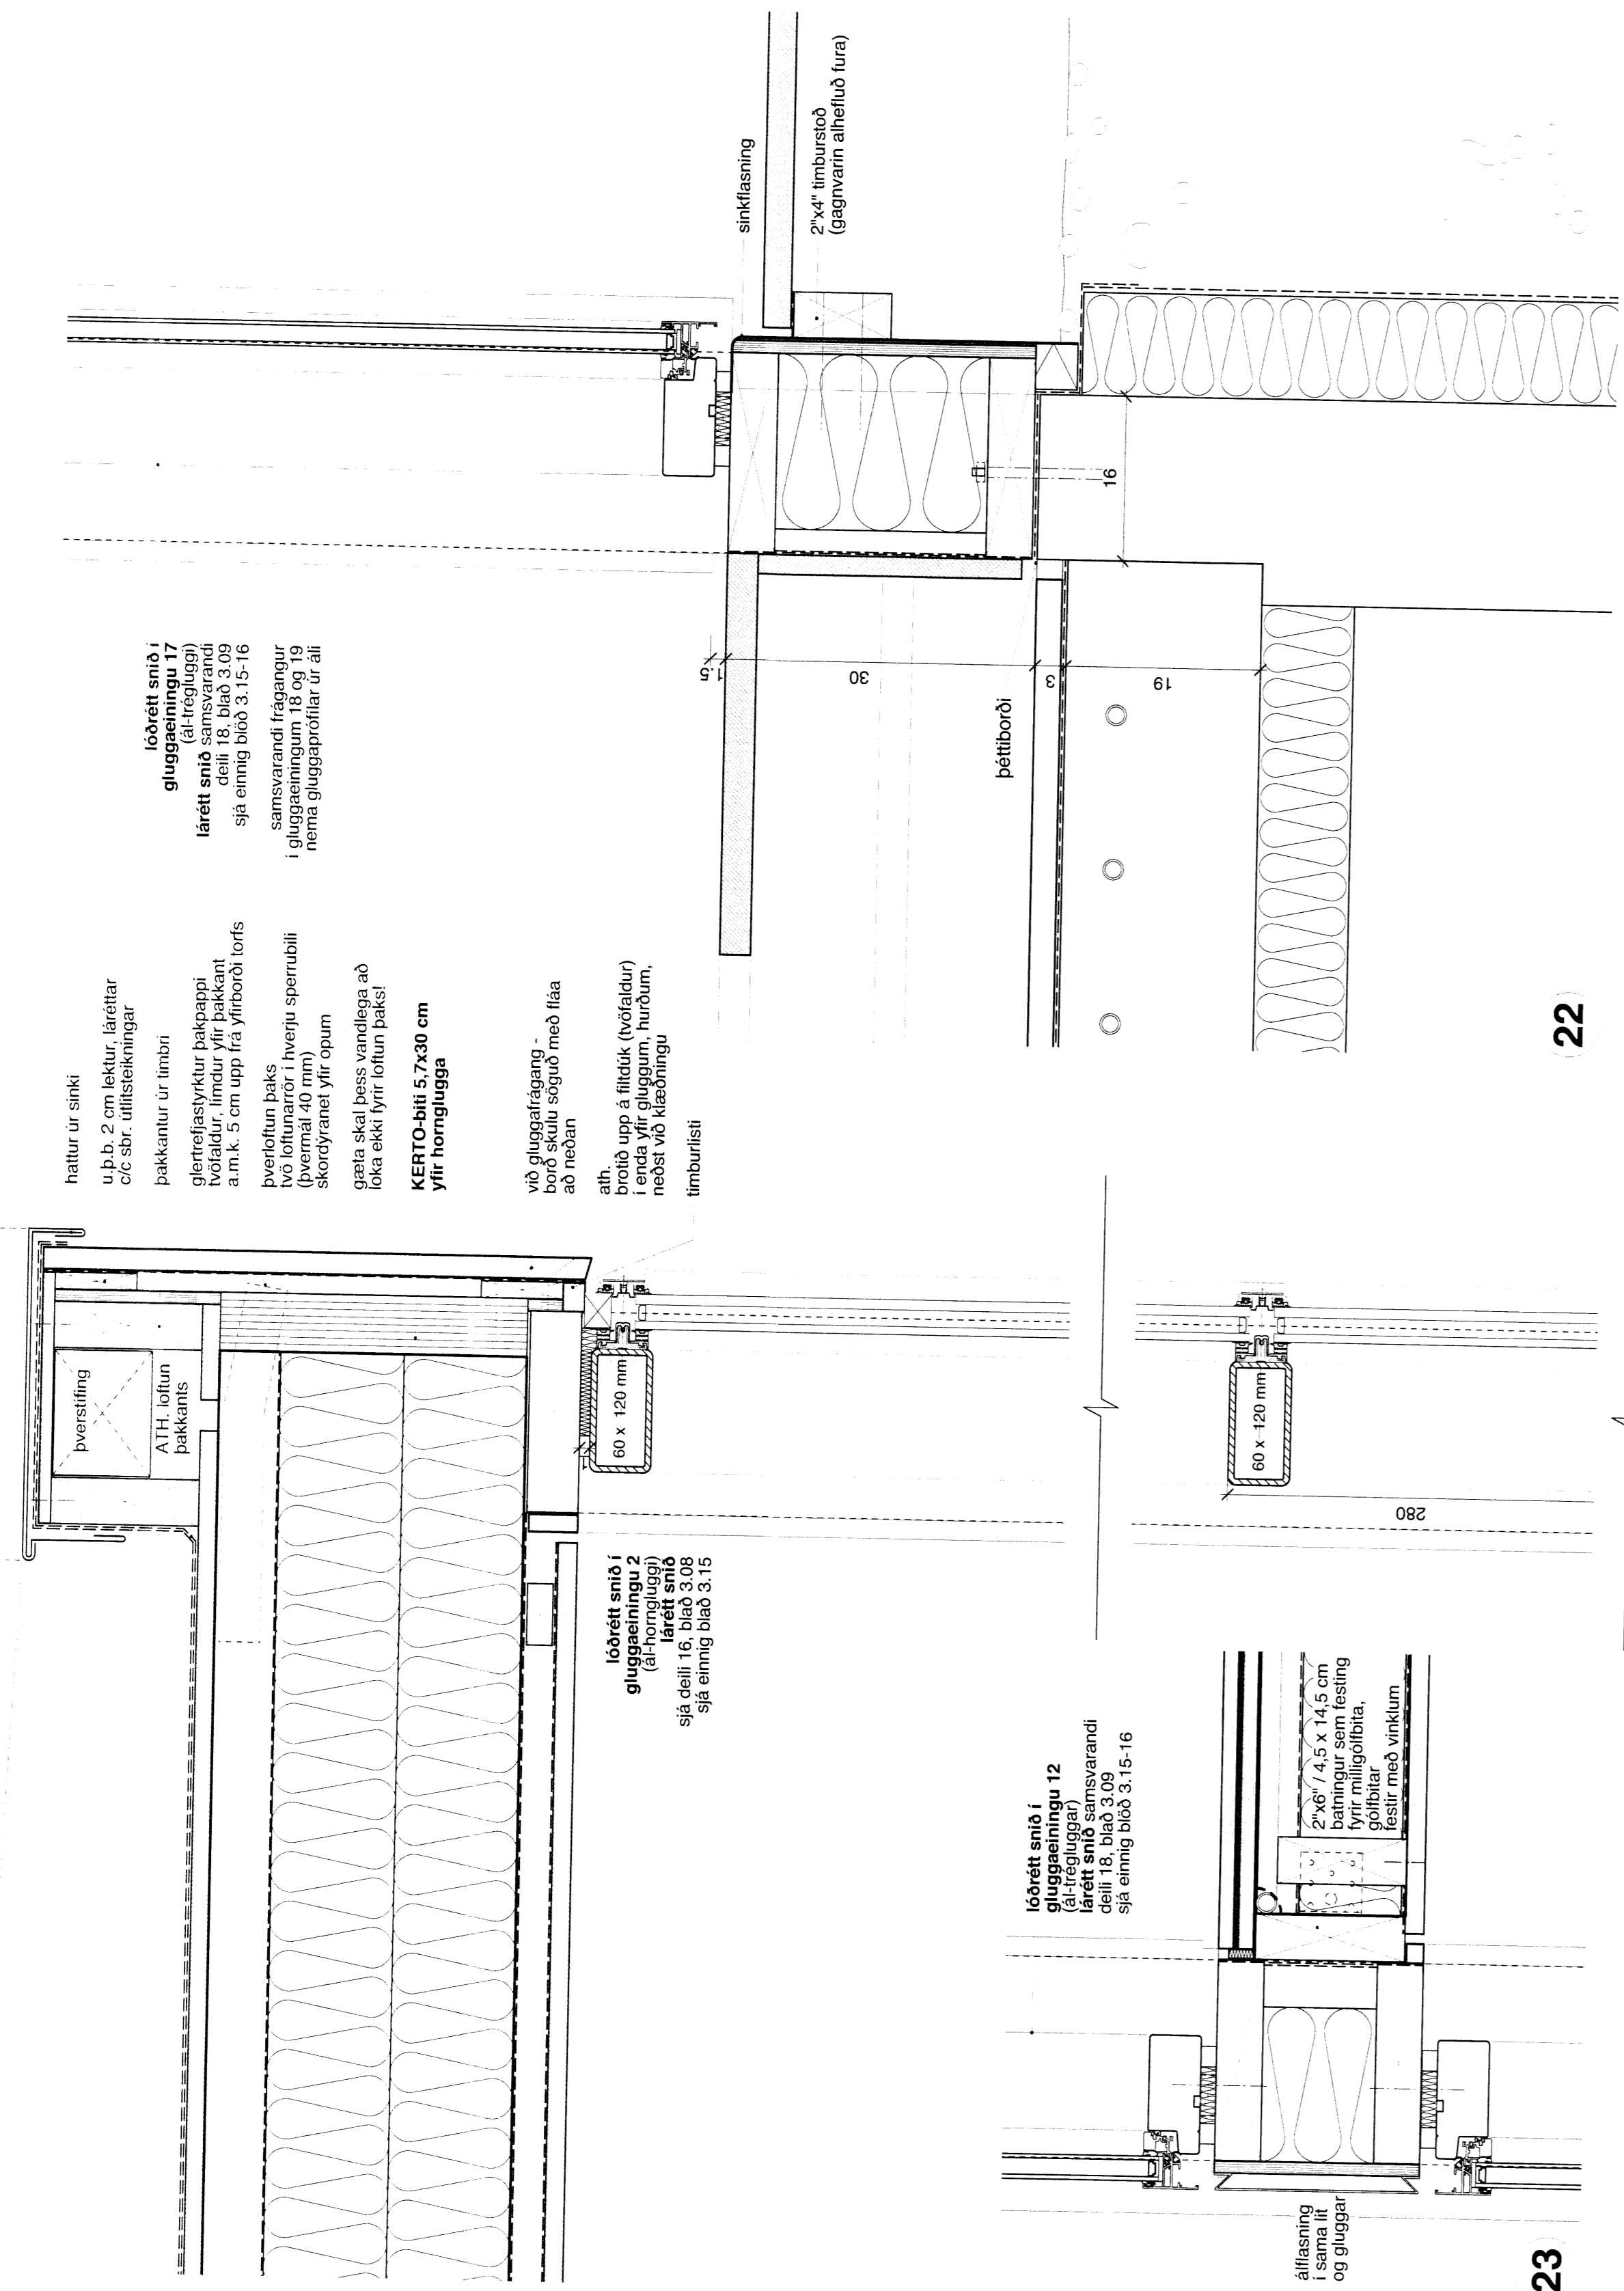 hattur úr sinki
u.þ.b. 2 cm lektur, láréttar
c/c sbr. útlitsteikningar
þakkantur úr timbri
glertrefjastyrktur þakpappi
tvöfaldur, límdur yfir þakkant
a.m.k. 5 cm upp frá yfirborði torfs
þverloftun þaks
tvö loftunarrör í hverju sperrubili
(þvermál 40 mm)
skordýranet yfir opum
gæta skal þess vandlega að
loka ekki fyrir loftun þaks!
KERTO-biti 5,7x30 cm
yfir hornglugga
við gluggafrágang -
borð skulu söguð með fláa
að neðan
ath.
brotið upp á filtdúk (tvöfaldur)
í enda yfir gluggum, hurðum,
neðst við klæðningu
timburlisti
þverstífing
ATH. loftun
þakkants
60 x 120 mm
lóðrétt snið í
gluggaeiningu 2
(ál-horngluggi)
lárétt snið
sjá deili 16, blað 3.08
sjá einnig blað 3.15
60 x 120 mm
280
lóðrétt snið í
gluggaeiningu 17
(ál-trégluggi)
lárétt snið samsvarandi
deili 18, blað 3.09
sjá einnig blöð 3.15-16
samsvarandi frágangur
í gluggaeiningum 18 og 19
nema gluggaprófílar úr áli
sinkflasning
2"x4" timburstoð
(gagnvarin alhefluð fura)
1.5
30
3
19
16
þéttiborði
22
lóðrétt snið í
gluggaeiningu 12
(ál-trégluggar)
lárétt snið samsvarandi
deili 18, blað 3.09
sjá einnig blöð 3.15-16
2"x6" / 4,5 x 14,5 cm
batningur sem festing
fyrir milligólfbita,
gólfbitar
festir með vinklum
álflasning
í sama lit
og gluggar
23